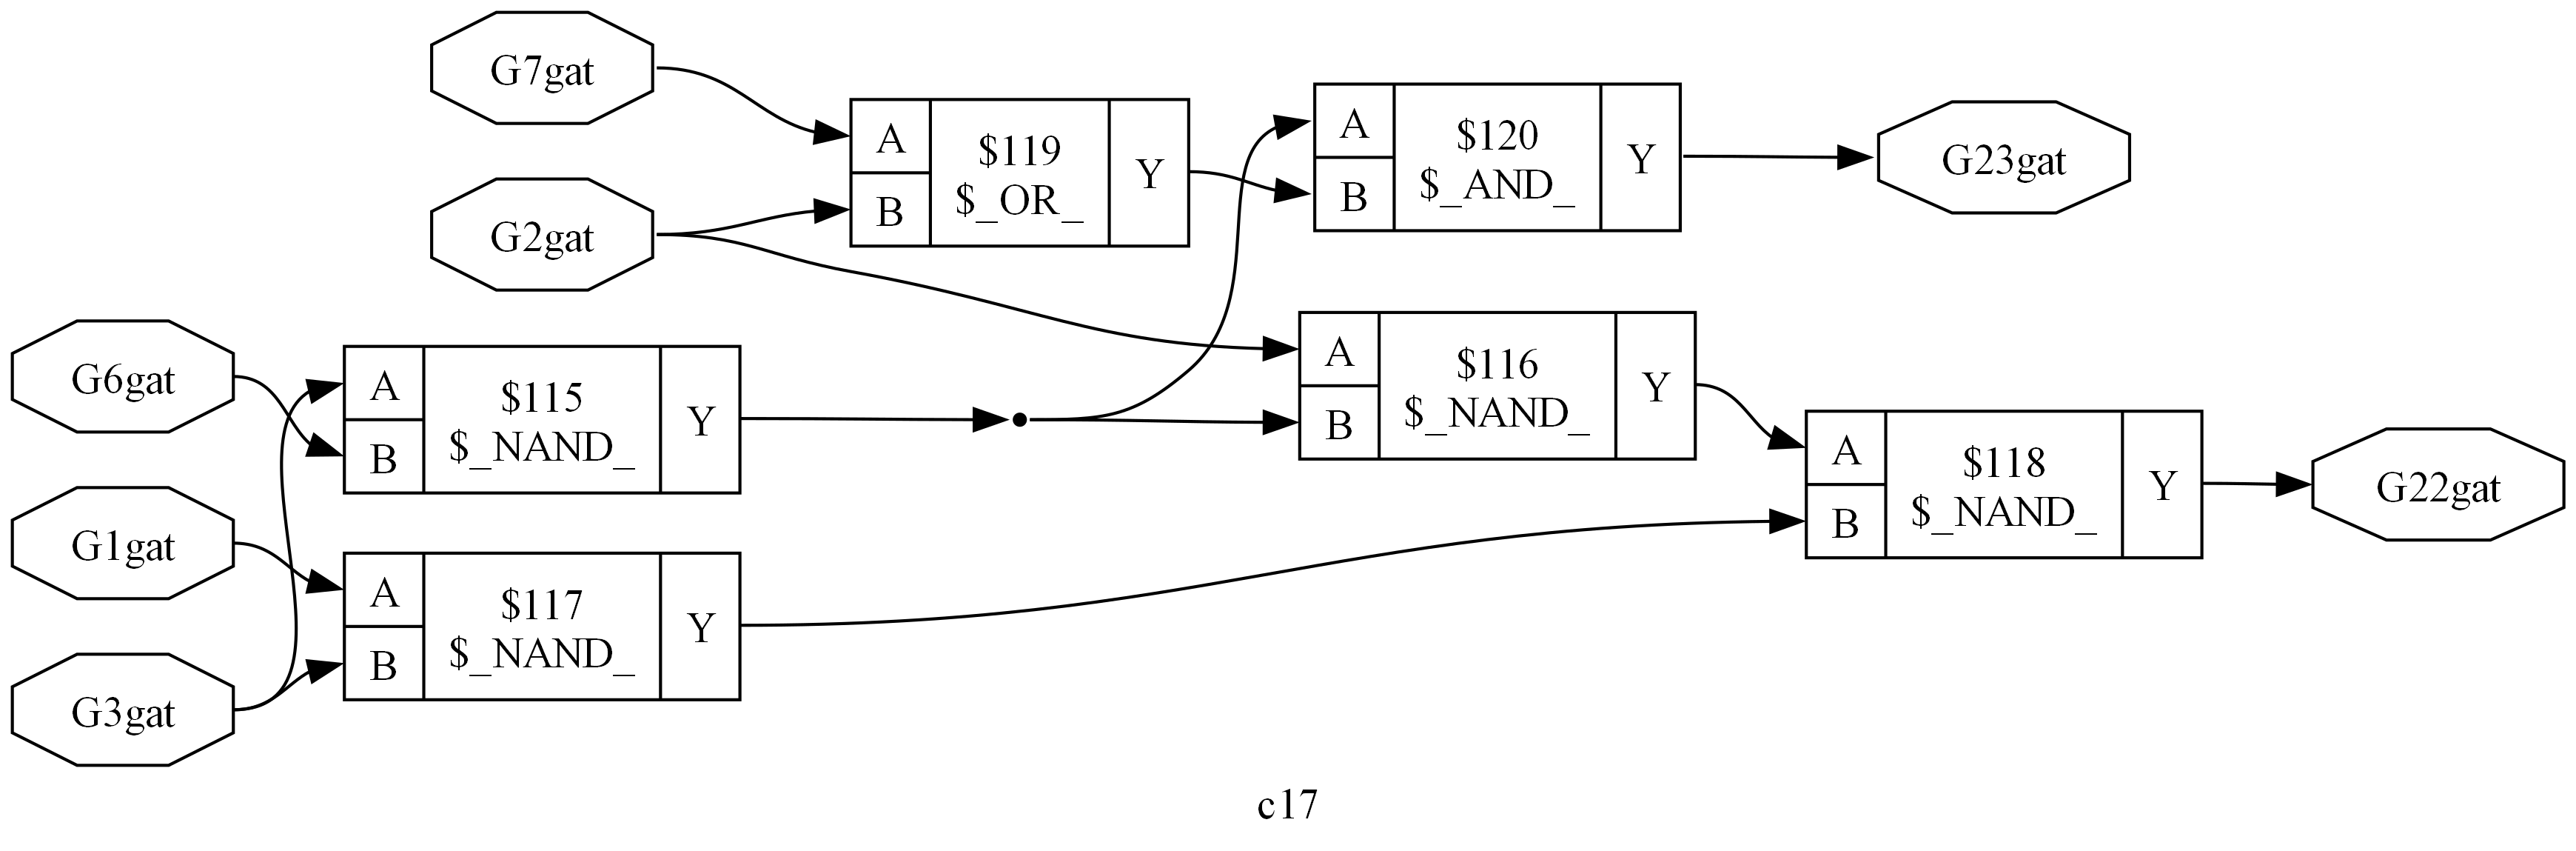 G7gat
G2gat
G6gat
G1gat
G3gat
A
B
$119
$_OR_
Y
A
B
$120
$_AND_
Y
G23gat
A
B
$115
$_NAND_
Y
A
B
$116
$_NAND_
Y
A
B
$117
$_NAND_
Y
A
B
$118
$_NAND_
Y
G22gat
c17